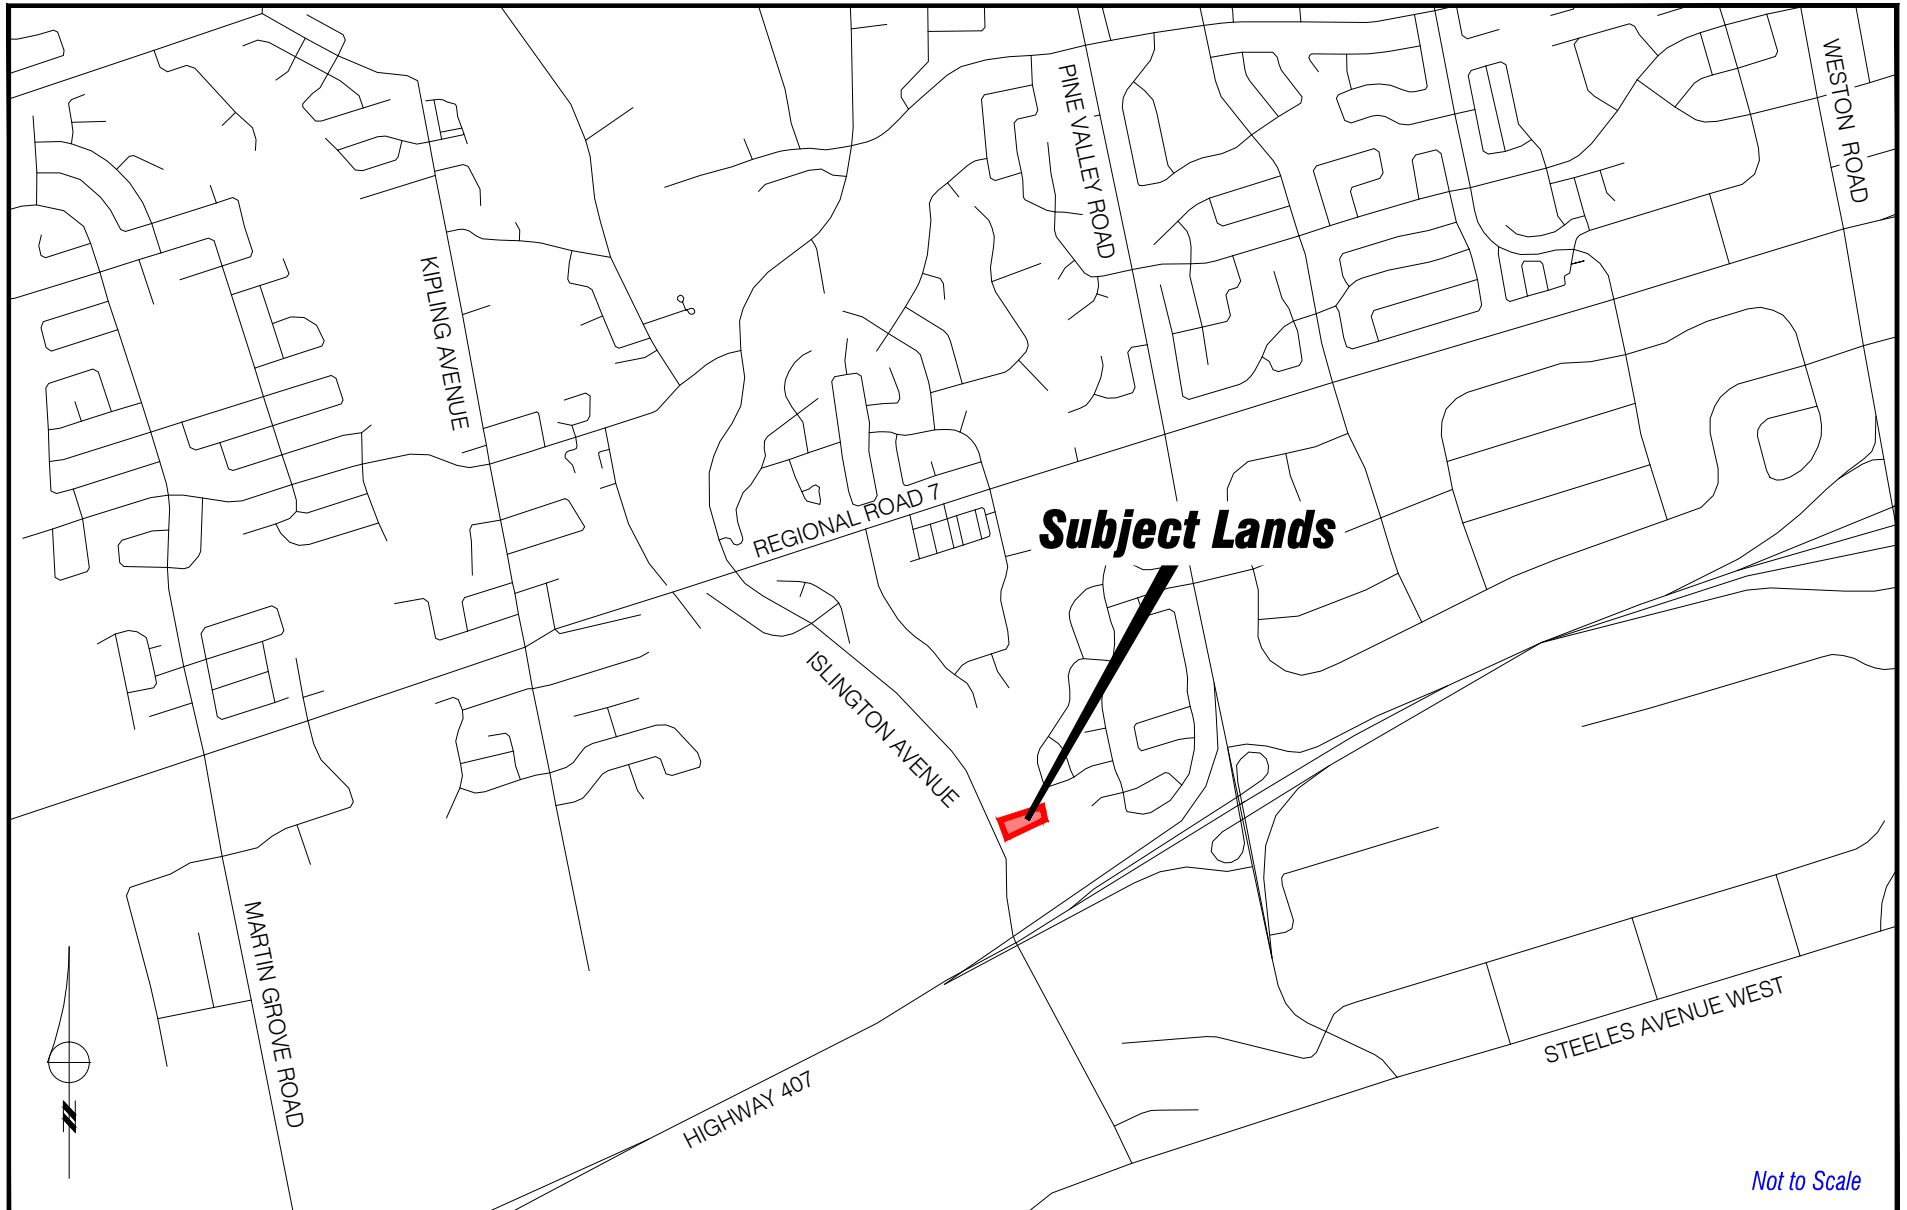 WESTON ROAD
PINE VALLEY ROAD
KIPLING AVENUE
REGIONAL ROAD 7
Subject Lands
ISLINGTON AVENUE
MARTIN GROVE ROAD
STEELES AVENUE WEST
HIGHWAY 407
N
Not to Scale